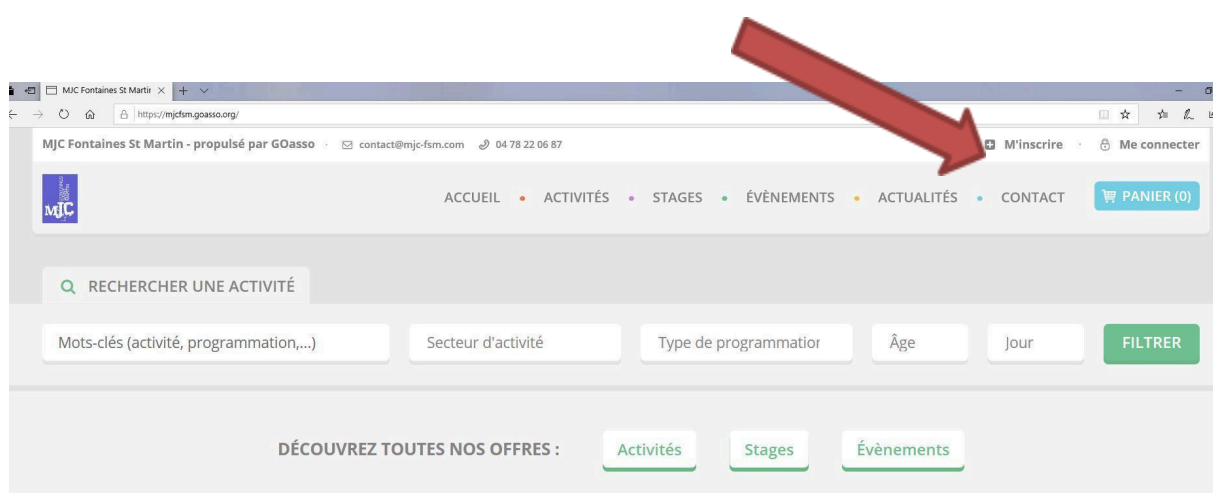 MJC Fontaines St Martin
https://mjcfsm.goasso.org/
MJC Fontaines St Martin - propulsé par GOasso · contact@mjc-fsm.com 04 78 22 06 87 M'inscrire · Me connecter
MJC ACCUEIL • ACTIVITÉS • STAGES • ÉVÈNEMENTS • ACTUALITÉS • CONTACT PANIER (0)
RECHERCHER UNE ACTIVITÉ
Mots-clés (activité, programmation,...) Secteur d'activité Type de programmation Âge Jour FILTRER
DÉCOUVREZ TOUTES NOS OFFRES : Activités Stages Évènements